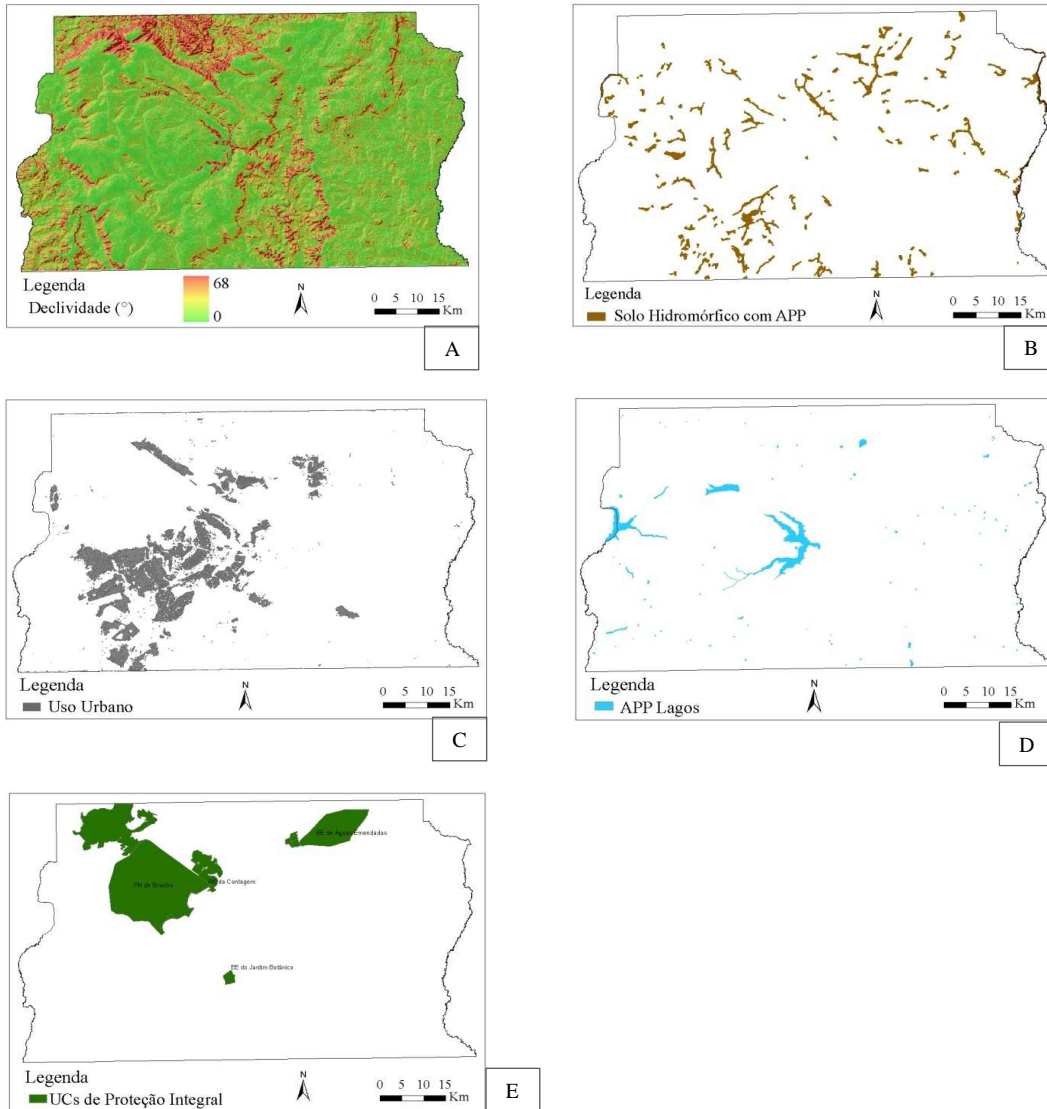 Legenda
Declividade (°)
68
0
N
0 5 10 15
Km
A
Legenda
Solo Hidromórfico com APP
N
0 5 10 15
Km
B
Legenda
Uso Urbano
N
0 5 10 15
Km
C
Legenda
APP Lagos
N
0 5 10 15
Km
D
EE de Águas Emendadas
PN de Brasília
da Contagem
EE do Jardim Botânico
Legenda
UCs de Proteção Integral
N
0 5 10 15
Km
E